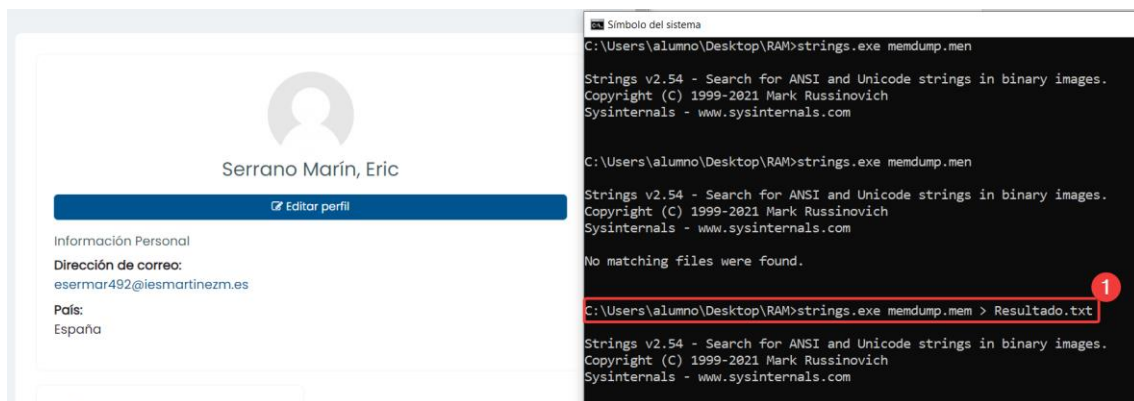 Serrano Marín, Eric
Editar perfil
Información Personal
Dirección de correo:
esermar492@iesmartinezm.es
País:
España
Símbolo del sistema
C:\Users\alumno\Desktop\RAM>strings.exe memdump.men
Strings v2.54 - Search for ANSI and Unicode strings in binary images.
Copyright (C) 1999-2021 Mark Russinovich
Sysinternals - www.sysinternals.com
C:\Users\alumno\Desktop\RAM>strings.exe memdump.men
Strings v2.54 - Search for ANSI and Unicode strings in binary images.
Copyright (C) 1999-2021 Mark Russinovich
Sysinternals - www.sysinternals.com
No matching files were found.
1
C:\Users\alumno\Desktop\RAM>strings.exe memdump.mem > Resultado.txt
Strings v2.54 - Search for ANSI and Unicode strings in binary images.
Copyright (C) 1999-2021 Mark Russinovich
Sysinternals - www.sysinternals.com